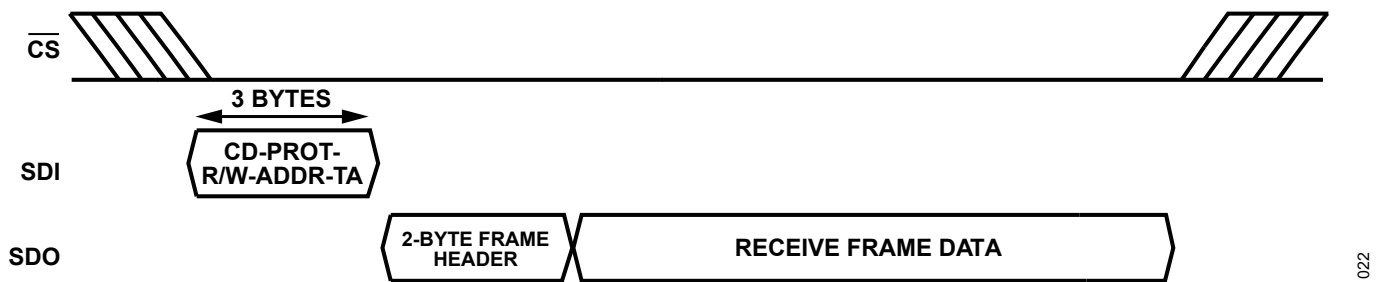 CS
3 BYTES
SDI
CD-PROT-
R/W-ADDR-TA
SDO
2-BYTE FRAME
HEADER
RECEIVE FRAME DATA
022